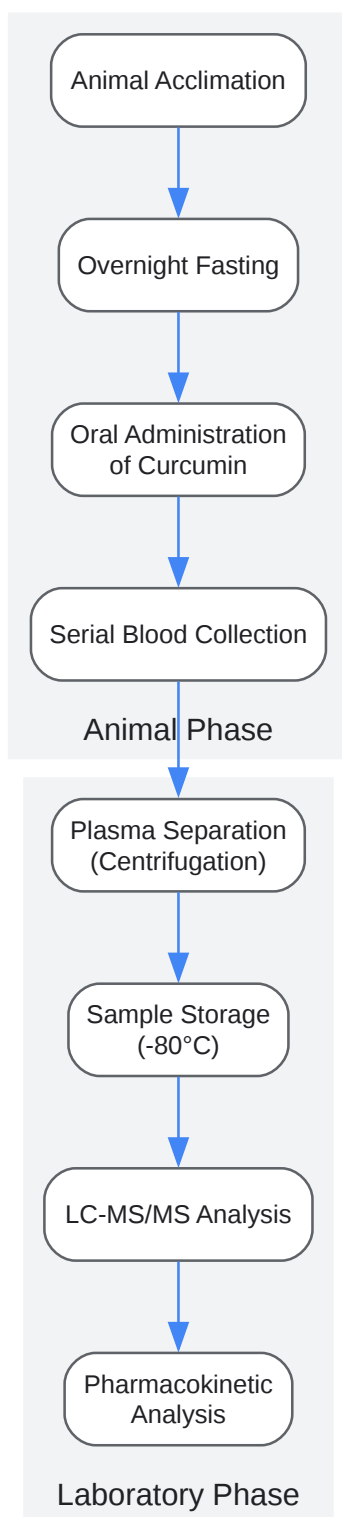 Animal Acclimation
Overnight Fasting
Oral Administration
of Curcumin
Serial Blood Collection
Animal Phase
Plasma Separation
(Centrifugation)
Sample Storage
(-80°C)
LC-MS/MS Analysis
Pharmacokinetic
Analysis
Laboratory Phase